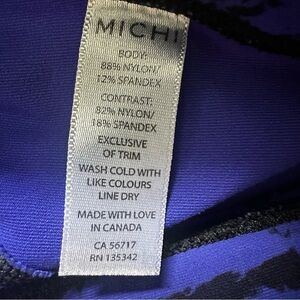 MICHI
BODY:
88% NYLON/
12% SPANDEX
CONTRAST:
82% NYLON/
18% SPANDEX
EXCLUSIVE
OF TRIM
WASH COLD WITH
LIKE COLOURS
LINE DRY
MADE WITH LOVE
IN CANADA
CA 56717
RN 135342